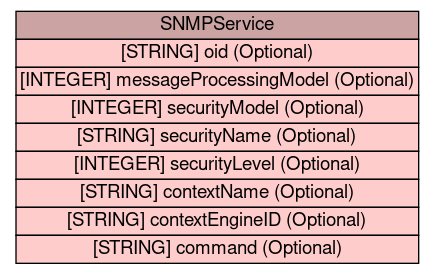 SNMPService
[STRING] oid (Optional)
[INTEGER] messageProcessingModel (Optional)
[INTEGER] securityModel (Optional)
[STRING] securityName (Optional)
[INTEGER] securityLevel (Optional)
[STRING] contextName (Optional)
[STRING] contextEngineID (Optional)
[STRING] command (Optional)